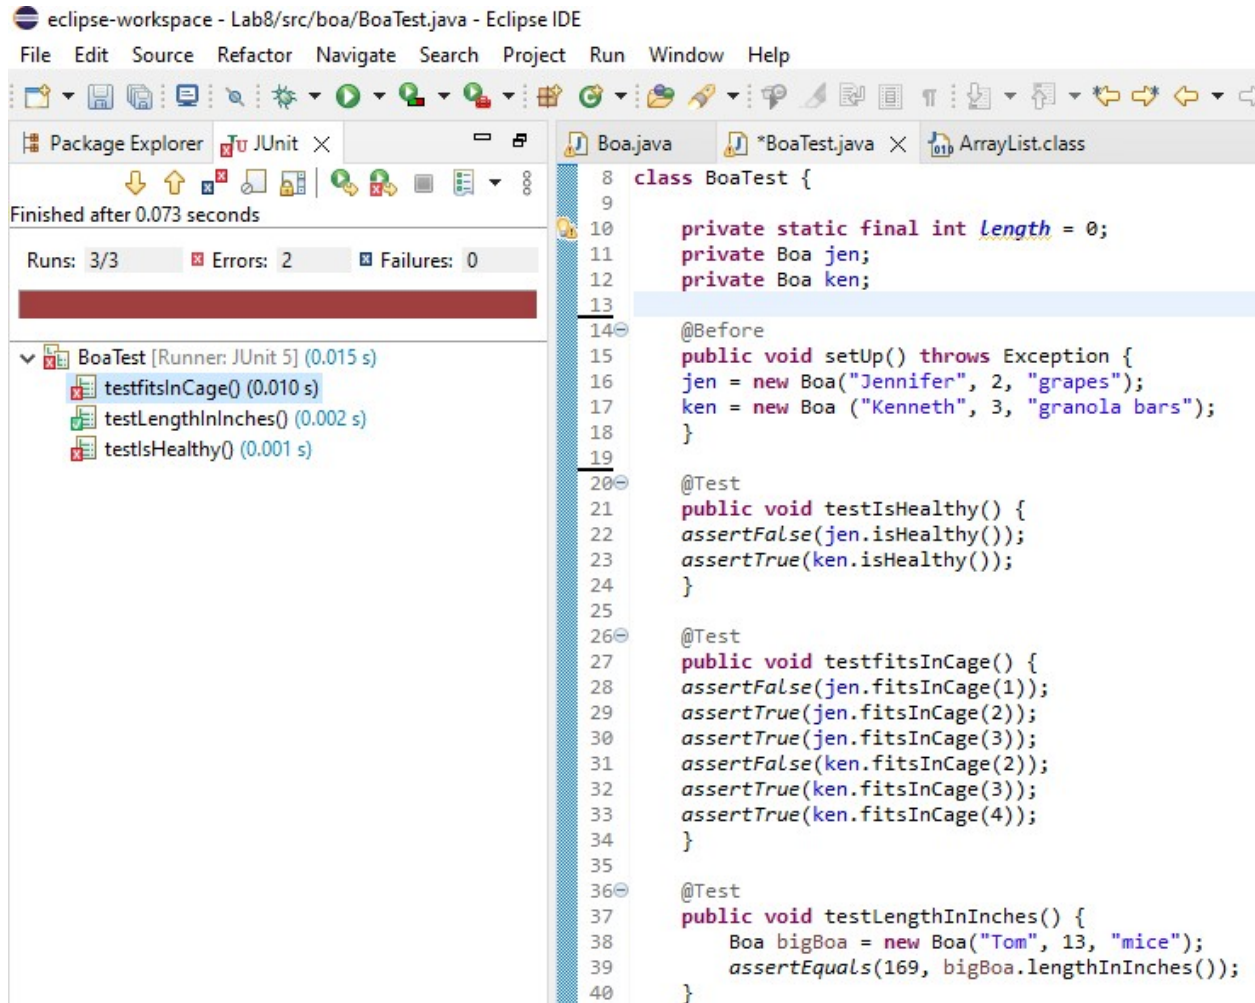 eclipse-workspace - Lab8/src/boa/BoaTest.java - Eclipse IDE
File Edit Source Refactor Navigate Search Project Run Window Help
Package Explorer JUnit
Finished after 0.073 seconds
Runs: 3/3 Errors: 2 Failures: 0
BoaTest [Runner: JUnit 5] (0.015 s)
testfitsInCage() (0.010 s)
testLengthInInches() (0.002 s)
testIsHealthy() (0.001 s)
Boa.java *BoaTest.java ArrayList.class
8 class BoaTest {
9
10 private static final int length = 0;
11 private Boa jen;
12 private Boa ken;
13
14 @Before
15 public void setUp() throws Exception {
16 jen = new Boa("Jennifer", 2, "grapes");
17 ken = new Boa ("Kenneth", 3, "granola bars");
18 }
19
20 @Test
21 public void testIsHealthy() {
22 assertFalse(jen.isHealthy());
23 assertTrue(ken.isHealthy());
24 }
25
26 @Test
27 public void testfitsInCage() {
28 assertFalse(jen.fitsInCage(1));
29 assertTrue(jen.fitsInCage(2));
30 assertTrue(jen.fitsInCage(3));
31 assertFalse(ken.fitsInCage(2));
32 assertTrue(ken.fitsInCage(3));
33 assertTrue(ken.fitsInCage(4));
34 }
35
36 @Test
37 public void testLengthInInches() {
38 Boa bigBoa = new Boa("Tom", 13, "mice");
39 assertEquals(169, bigBoa.lengthInInches());
40 }